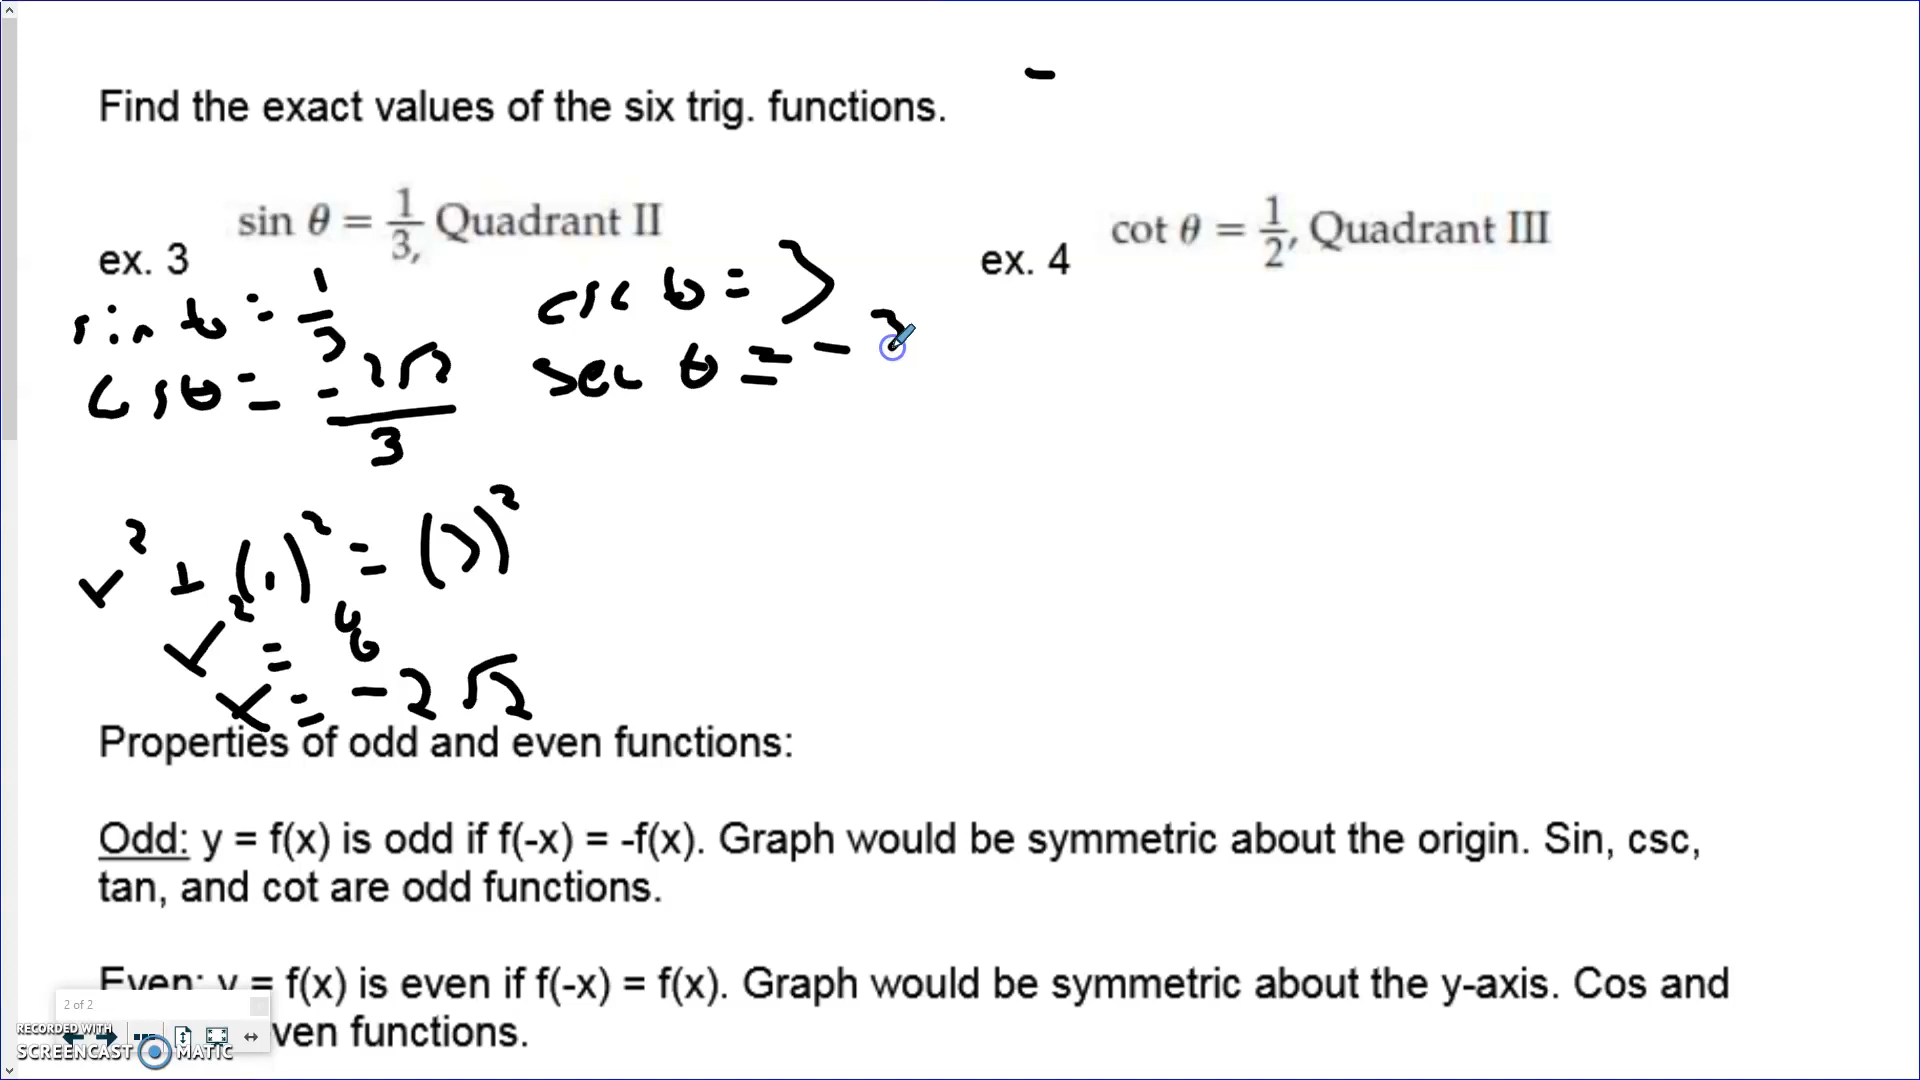 Find the exact values of the six trig. functions.
ex. 3 sin θ = 1/3, Quadrant II
sin θ = 1/3
csc θ = 3
cos θ = -2√2/3
sec θ = - 3
x² + (1)² = (3)²
x² =
x = -2√2
ex. 4 cot θ = 1/2, Quadrant III
Properties of odd and even functions:
Odd: y = f(x) is odd if f(-x) = -f(x). Graph would be symmetric about the origin. Sin, csc,
tan, and cot are odd functions.
Even: y = f(x) is even if f(-x) = f(x). Graph would be symmetric about the y-axis. Cos and
ven functions.
2 of 2
RECORDED WITH
SCREENCAST MATIC